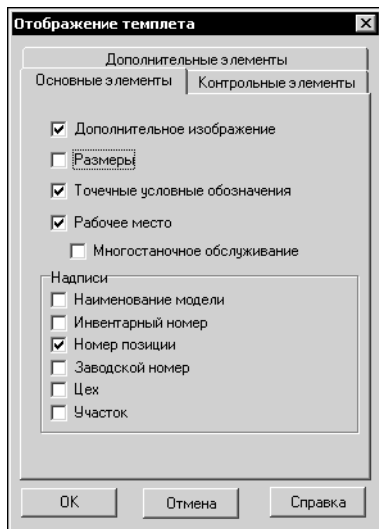 Отображение темплета
Дополнительные элементы
Основные элементы
Контрольные элементы
Дополнительное изображение
Размеры
Точечные условные обозначения
Рабочее место
Многостаночное обслуживание
Надписи
Наименование модели
Инвентарный номер
Номер позиции
Заводской номер
Цех
Участок
OK
Отмена
Справка